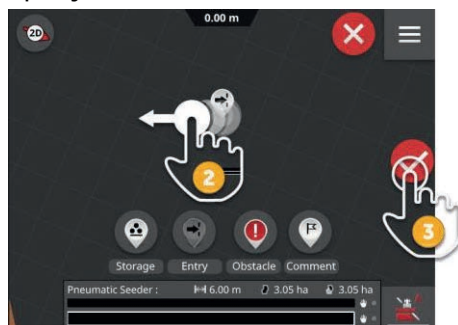 0.00 m
2D
2
3
Storage Entry Obstacle Comment
Pneumatic Seeder : 6.00 m 3.05 ha 3.05 ha